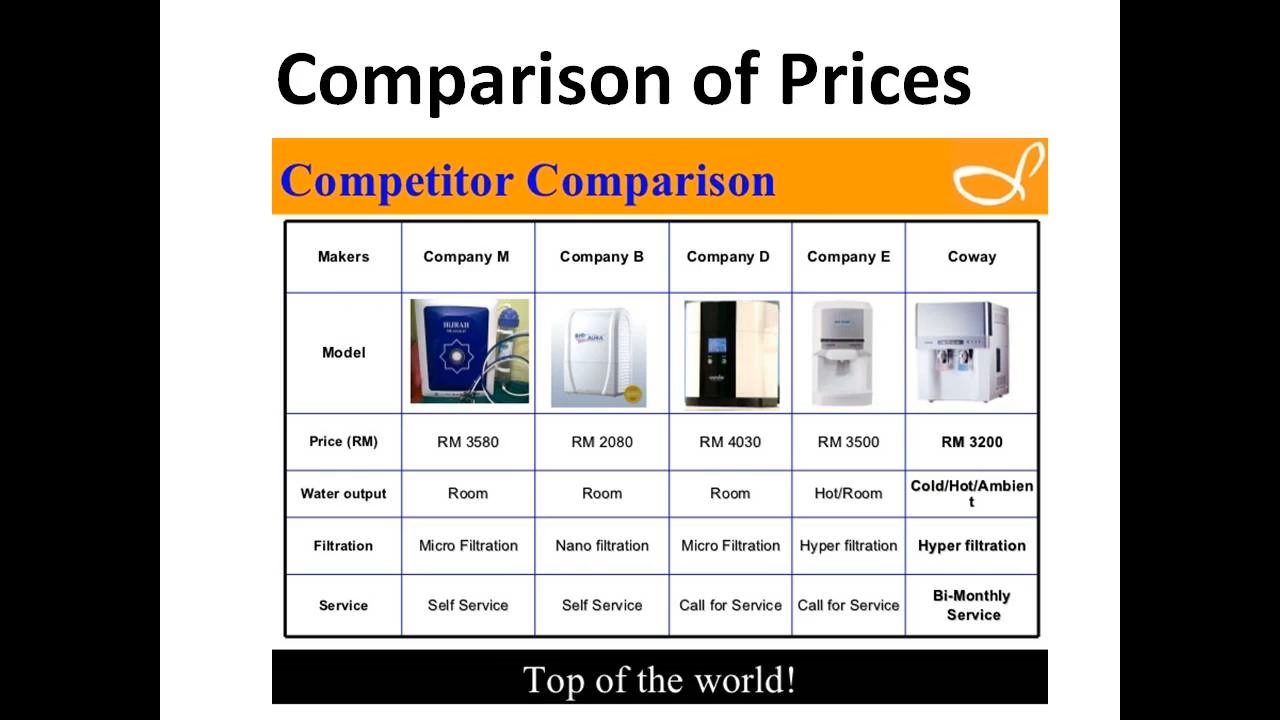 Comparison of Prices
Competitor Comparison
Makers Company M Company B Company D Company E Coway
HIJRAH
Model
Price (RM) RM 3580 RM 2080 RM 4030 RM 3500 RM 3200
Water output Room Room Room Hot/Room Cold/Hot/Ambien
t
Filtration Micro Filtration Nano filtration Micro Filtration Hyper filtration Hyper filtration
Service Self Service Self Service Call for Service Call for Service Bi-Monthly
Service
Top of the world!